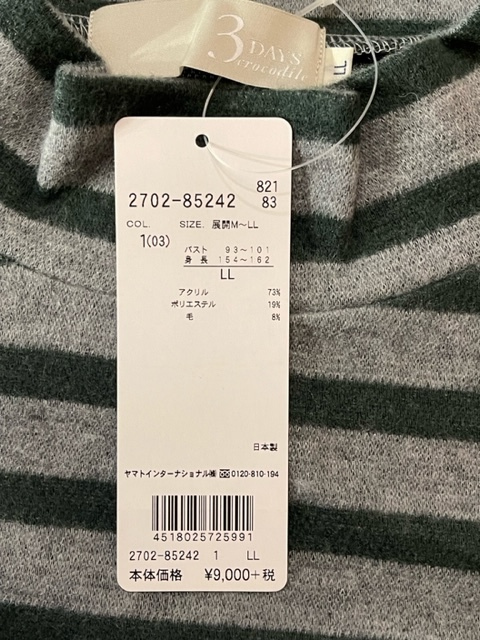 3 DAYS
crocodile
LL
2702-85242 821
83
COL. SIZE. 展開M〜LL
1(03)
バスト 93〜101
身長 154〜162
LL
アクリル 73%
ポリエステル 19%
毛 8%
日本製
ヤマトインターナショナル㈱ 0120-810-194
4518025725991
2702-85242 1 LL
本体価格 ¥9,000+税